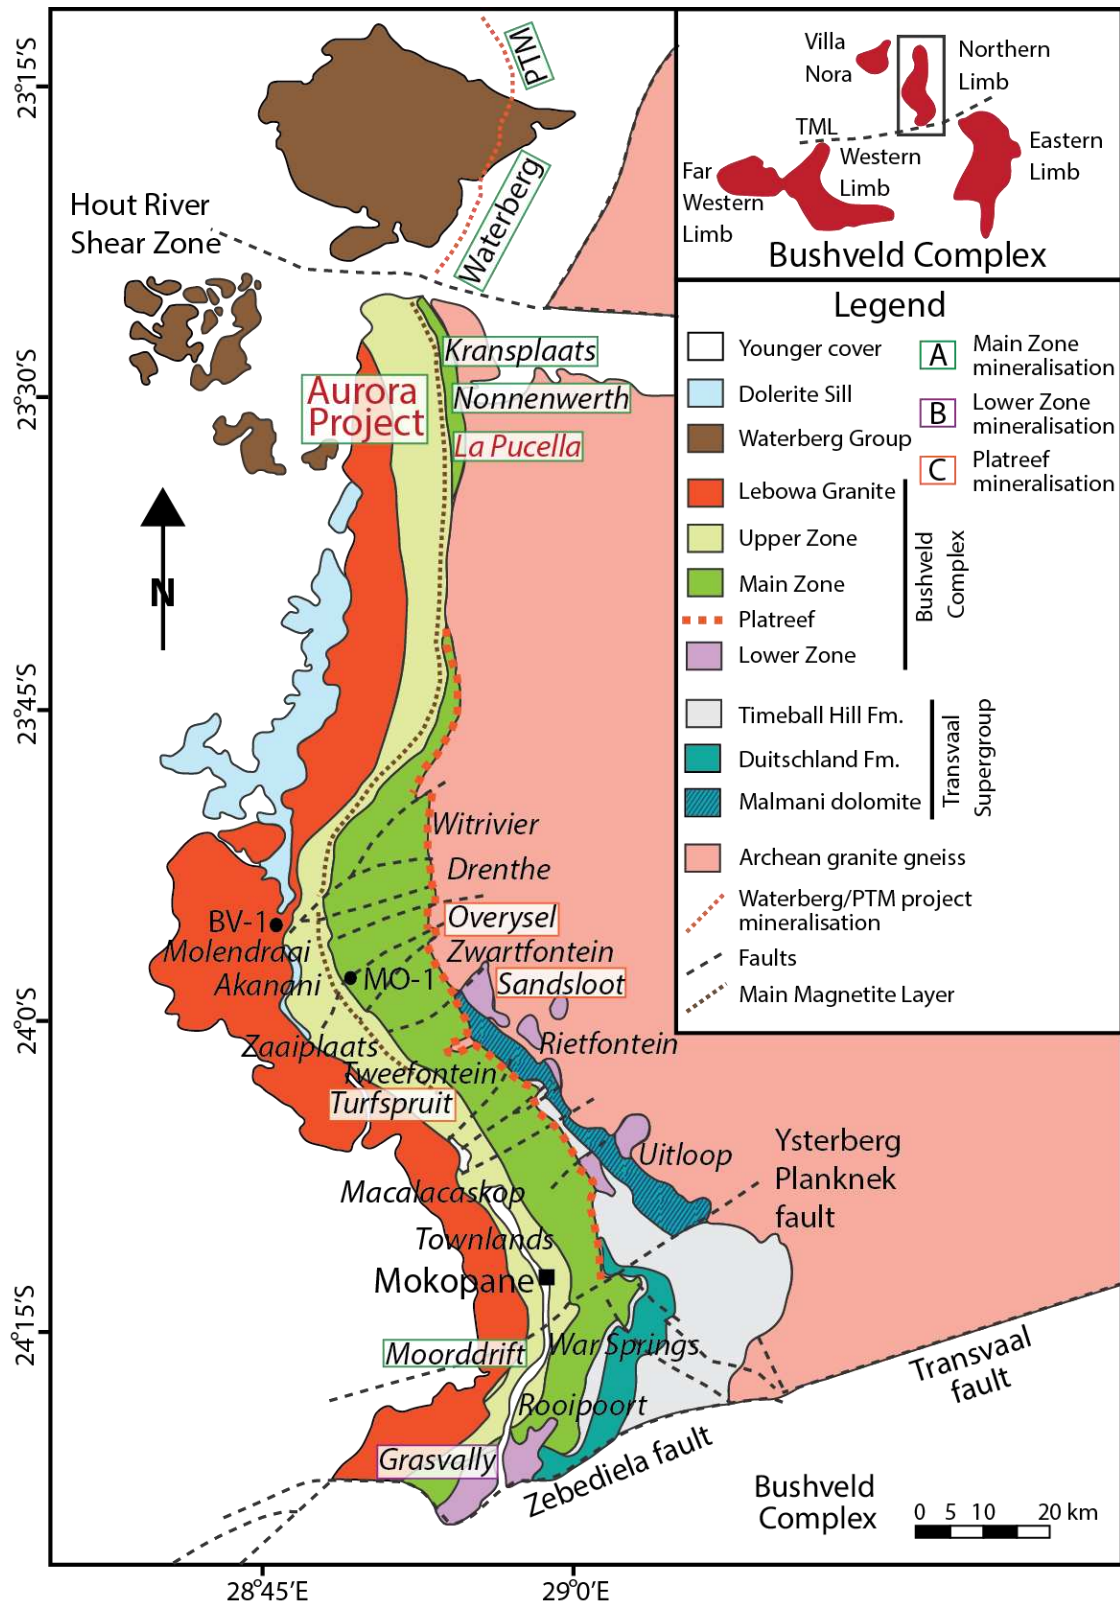 23°15'S
23°30'S
23°45'S
24°0'S
24°15'S
28°45'E
29°0'E
PTM
Waterberg
Hout River
Shear Zone
Kransplaats
Aurora
Project
Nonnenwerth
La Pucella
N
Witrivier
Drenthe
BV-1
Overysel
Molendraai
Zwartfontein
Akanani
MO-1
Sandsloot
Zaaiplaats
Rietfontein
Tweefontein
Turfspruit
Uitloop
Ysterberg
Planknek
fault
Macalacaskop
Townlands
Mokopane
Moorddrift
War Springs
Transvaal
fault
Rooipoort
Grasvally
Zebediela fault
Bushveld
Complex
0 5 10 20 km
Villa
Nora
Northern
Limb
TML
Eastern
Limb
Western
Limb
Far
Western
Limb
Bushveld Complex
Legend
Younger cover
Dolerite Sill
Waterberg Group
Lebowa Granite
Upper Zone
Main Zone
Platreef
Lower Zone
Bushveld
Complex
Timeball Hill Fm.
Duitschland Fm.
Malmani dolomite
Transvaal
Supergroup
Archean granite gneiss
Waterberg/PTM project
mineralisation
Faults
Main Magnetite Layer
A Main Zone
mineralisation
B Lower Zone
mineralisation
C Platreef
mineralisation